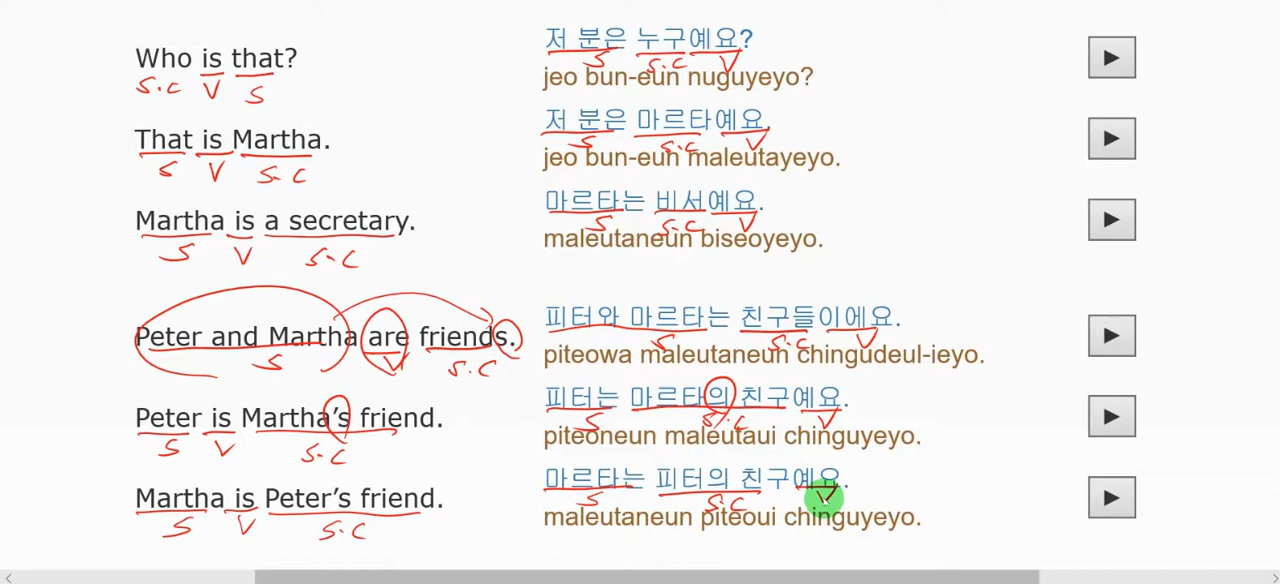 Who is that?
저 분은 누구예요?
S.C V S
S S.C V
jeo bun-eun nuguyeyo?
That is Martha.
저 분은 마르타예요.
S V S.C
S S.C V
jeo bun-eun maleutayeyo.
Martha is a secretary.
마르타는 비서예요.
S V S.C
S S.C V
maleutaneun biseoyeyo.
Peter and Martha are friends.
피터와 마르타는 친구들이에요.
S V S.C
S S.C V
piteowa maleutaneun chingudeul-ieyo.
Peter is Martha's friend.
피터는 마르타의 친구예요.
S V S.C
S S.C V
piteoneun maleutaui chinguyeyo.
Martha is Peter's friend.
마르타는 피터의 친구예요.
S V S.C
S S.C V
maleutaneun piteoui chinguyeyo.